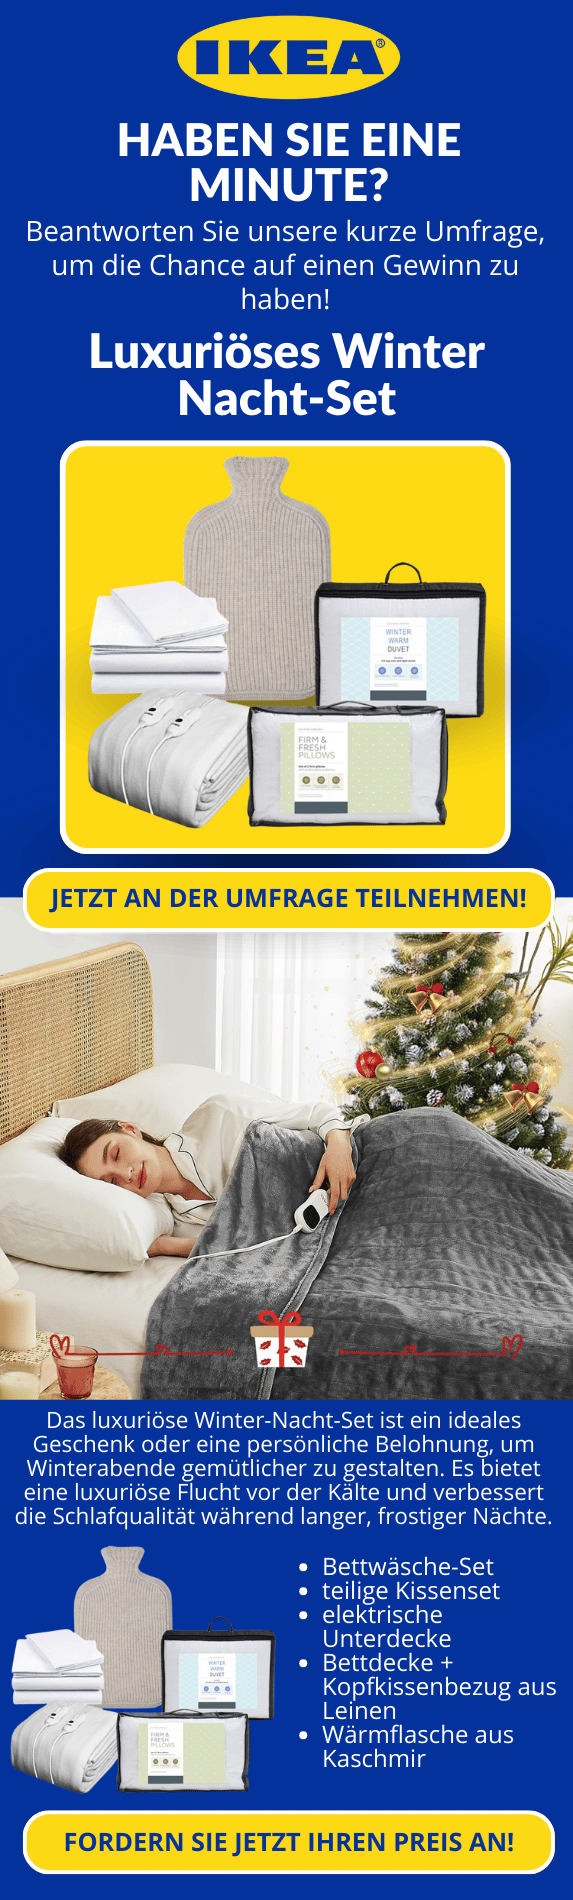 IKEA®
HABEN SIE EINE
MINUTE?
Beantworten Sie unsere kurze Umfrage,
um die Chance auf einen Gewinn zu
haben!
Luxuriöses Winter
Nacht-Set
WINTER
WARM
DUVET
FIRM &
FRESH
PILLOWS
JETZT AN DER UMFRAGE TEILNEHMEN!
Das luxuriöse Winter-Nacht-Set ist ein ideales
Geschenk oder eine persönliche Belohnung, um
Winterabende gemütlicher zu gestalten. Es bietet
eine luxuriöse Flucht vor der Kälte und verbessert
die Schlafqualität während langer, frostiger Nächte.
• Bettwäsche-Set
• teilige Kissenset
• elektrische
Unterdecke
• Bettdecke +
Kopfkissenbezug aus
Leinen
• Wärmflasche aus
Kaschmir
WINTER
WARM
DUVET
FIRM &
FRESH
PILLOWS
FORDERN SIE JETZT IHREN PREIS AN!